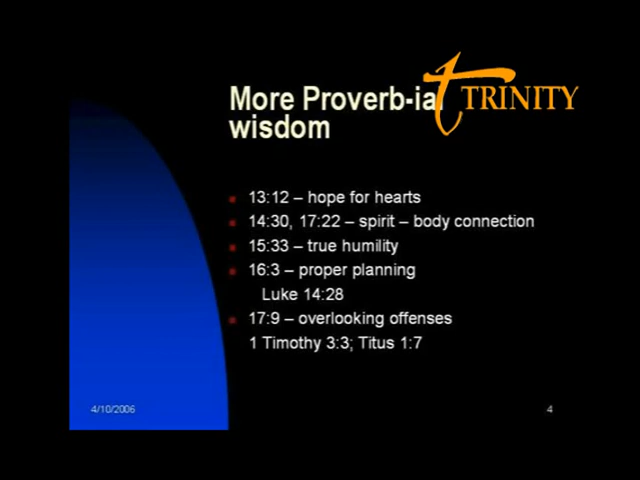 More Proverb-ial
wisdom
TRINITY
13:12 – hope for hearts
14:30, 17:22 – spirit – body connection
15:33 – true humility
16:3 – proper planning
Luke 14:28
17:9 – overlooking offenses
1 Timothy 3:3; Titus 1:7
4/10/2006
4